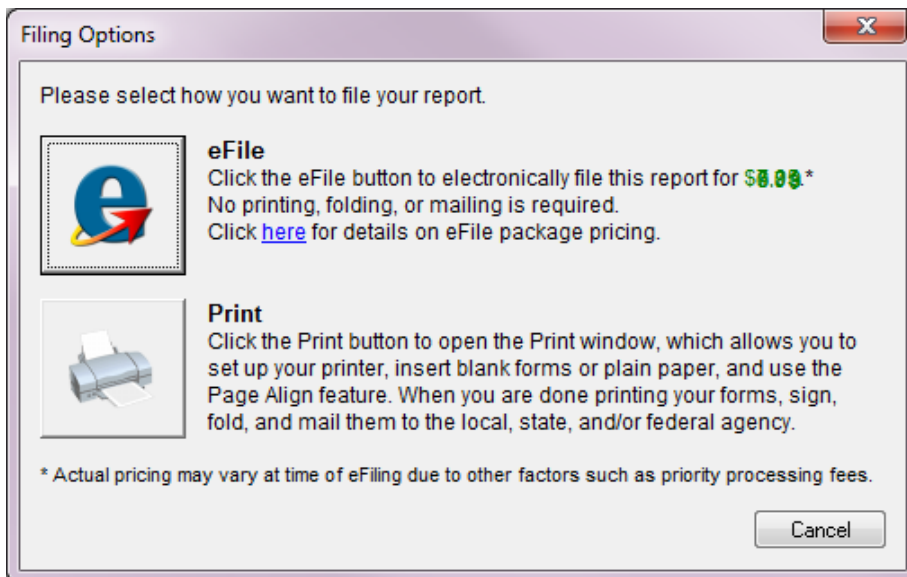 Filing Options
Please select how you want to file your report.
eFile
Click the eFile button to electronically file this report for
No printing, folding, or mailing is required.
Click here for details on eFile package pricing.
Print
Click the Print button to open the Print window, which allows you to
set up your printer, insert blank forms or plain paper, and use the
Page Align feature. When you are done printing your forms, sign,
fold, and mail them to the local, state, and/or federal agency.
* Actual pricing may vary at time of eFiling due to other factors such as priority processing fees.
Cancel